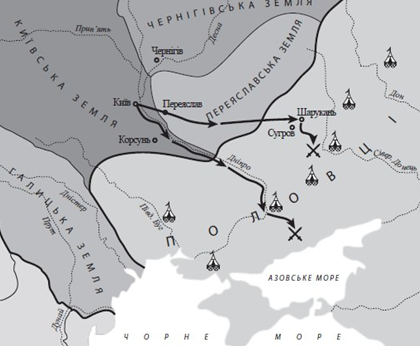 ЧЕРНІГІВСЬКА ЗЕМЛЯ
Прип'ять
Десна
Чернігів
КИЇВСЬКА ЗЕМЛЯ
ПЕРЕЯСЛАВСЬКА ЗЕМЛЯ
Дон
Київ
Переяслав
Шарукань
Сугров
Корсунь
Дніпро
Сівер. Донець
ГАЛИЦЬКА ЗЕМЛЯ
Дністер
Прут
Півд. Буг
ПОЛОВЦІ
Дунай
АЗОВСЬКЕ МОРЕ
ЧОРНЕ МОРЕ